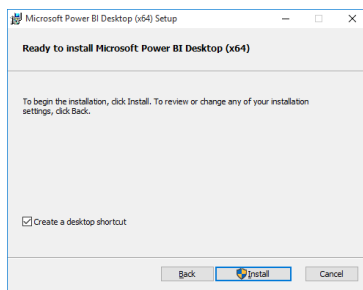 Microsoft Power BI Desktop (x64) Setup
Ready to install Microsoft Power BI Desktop (x64)
To begin the installation, click Install. To review or change any of your installation
settings, click Back.
Create a desktop shortcut
Back Install Cancel